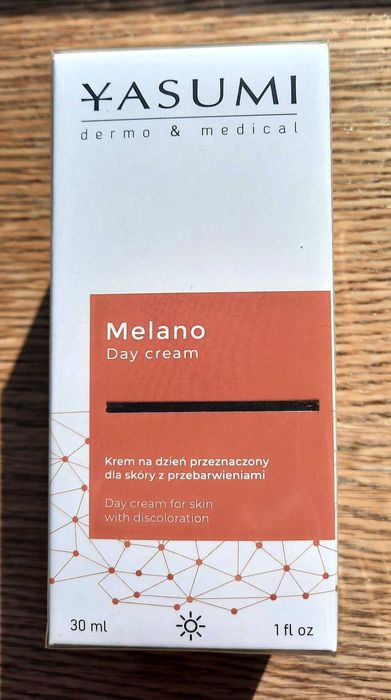 YASUMI
dermo & medical
Melano
Day cream
Krem na dzień przeznaczony
dla skóry z przebarwieniami
Day cream for skin
with discoloration
30 ml
1 fl oz